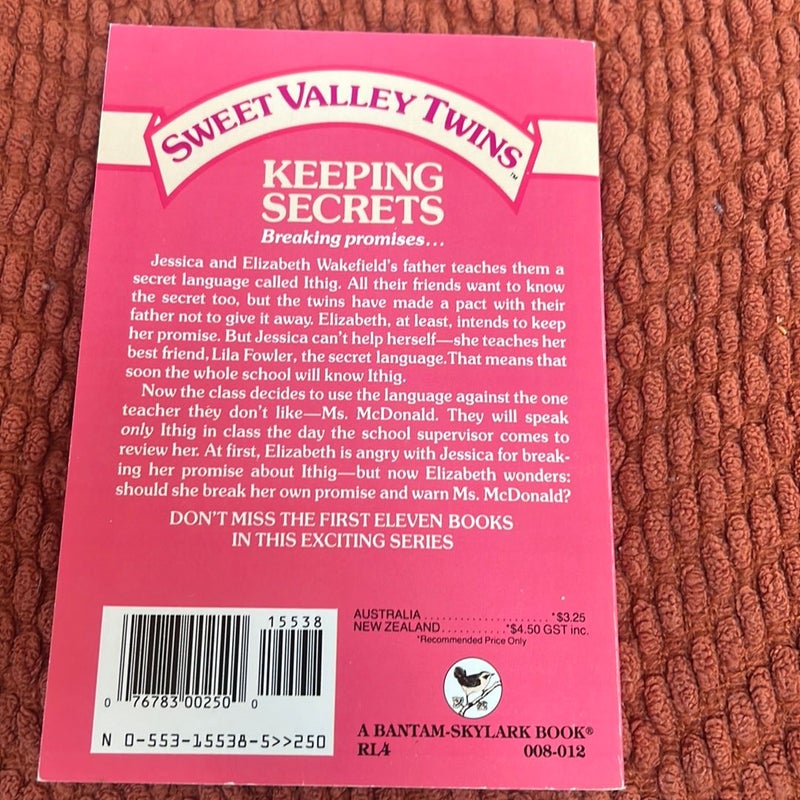 SWEET VALLEY TWINS™
KEEPING
SECRETS
Breaking promises...
Jessica and Elizabeth Wakefield's father teaches them a
secret language called Ithig. All their friends want to know
the secret too, but the twins have made a pact with their
father not to give it away. Elizabeth, at least, intends to keep
her promise. But Jessica can't help herself—she teaches her
best friend, Lila Fowler, the secret language. That means that
soon the whole school will know Ithig.
Now the class decides to use the language against the one
teacher they don't like—Ms. McDonald. They will speak
only Ithig in class the day the school supervisor comes to
review her. At first, Elizabeth is angry with Jessica for break-
ing her promise about Ithig—but now Elizabeth wonders:
should she break her own promise and warn Ms. McDonald?
DON'T MISS THE FIRST ELEVEN BOOKS
IN THIS EXCITING SERIES
15538
0 76783 00250 0
N 0-553-15538-5>>250
AUSTRALIA ..................... *$3.25
NEW ZEALAND........... *$4.50 GST inc.
*Recommended Price Only
A BANTAM-SKYLARK BOOK®
RL4 008-012